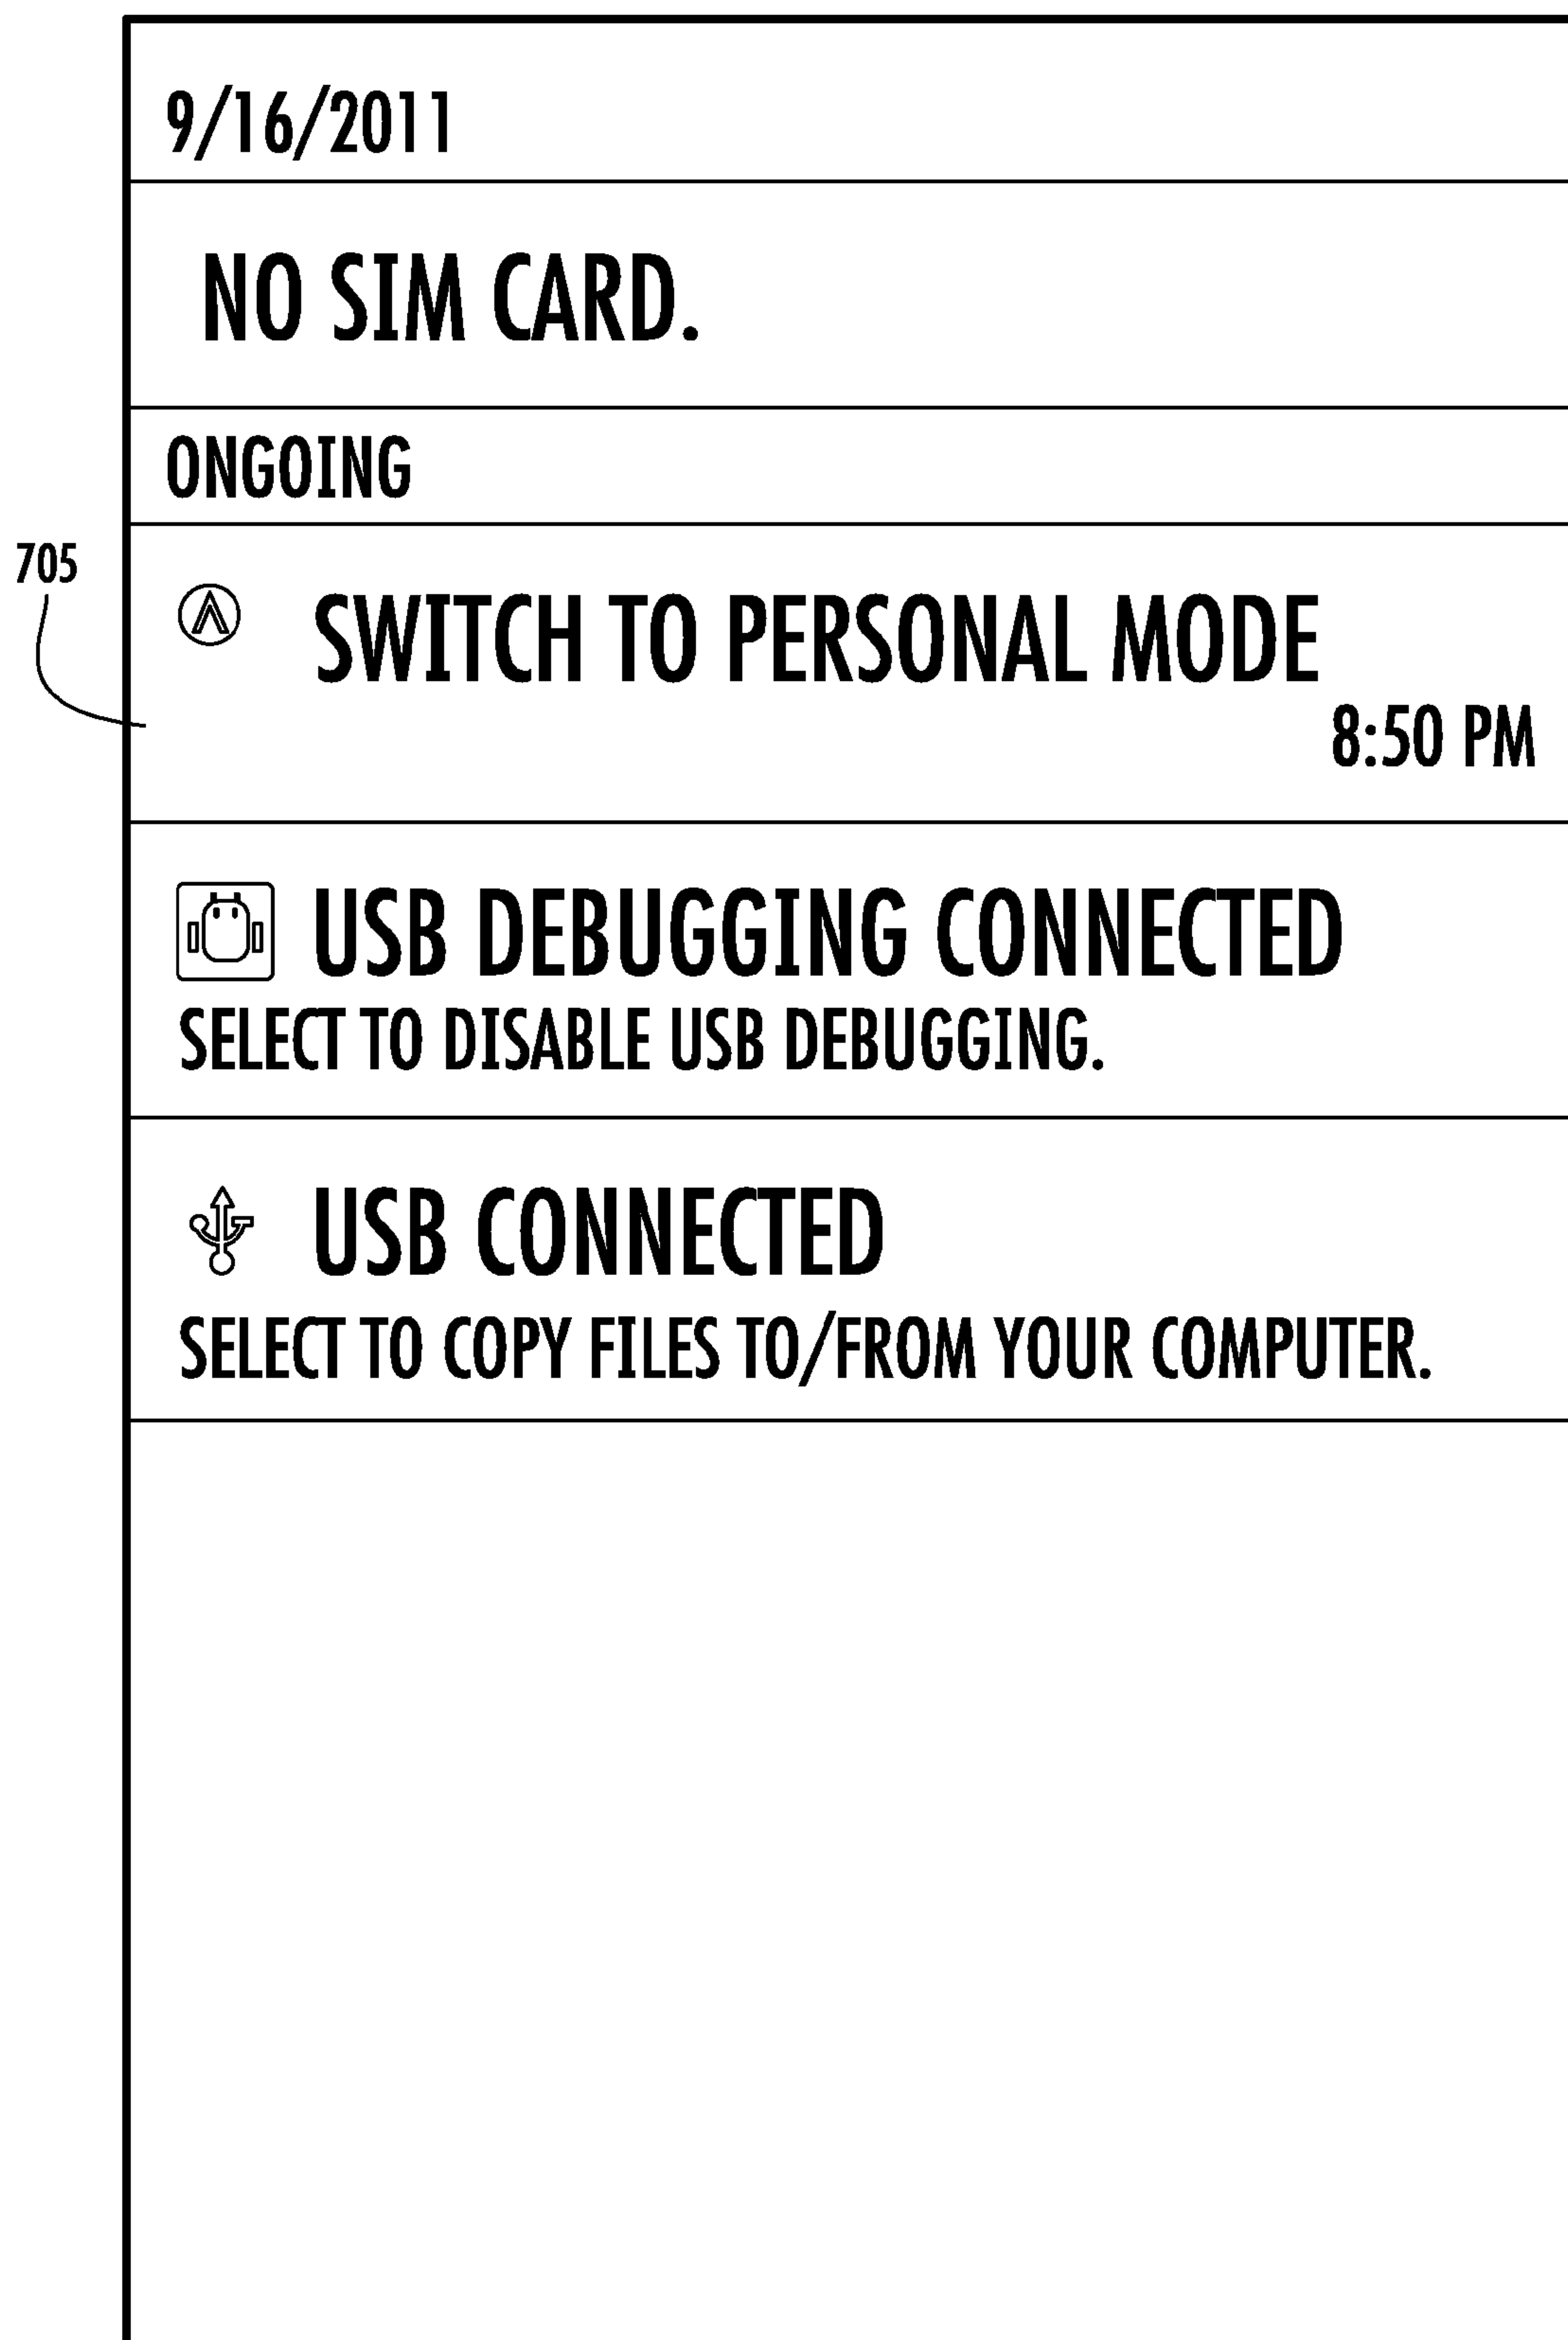 9/16/2011
NO SIM CARD.
ONGOING
705
SWITCH TO PERSONAL MODE
8:50 PM
USB DEBUGGING CONNECTED
SELECT TO DISABLE USB DEBUGGING.
USB CONNECTED
SELECT TO COPY FILES TO/FROM YOUR COMPUTER.